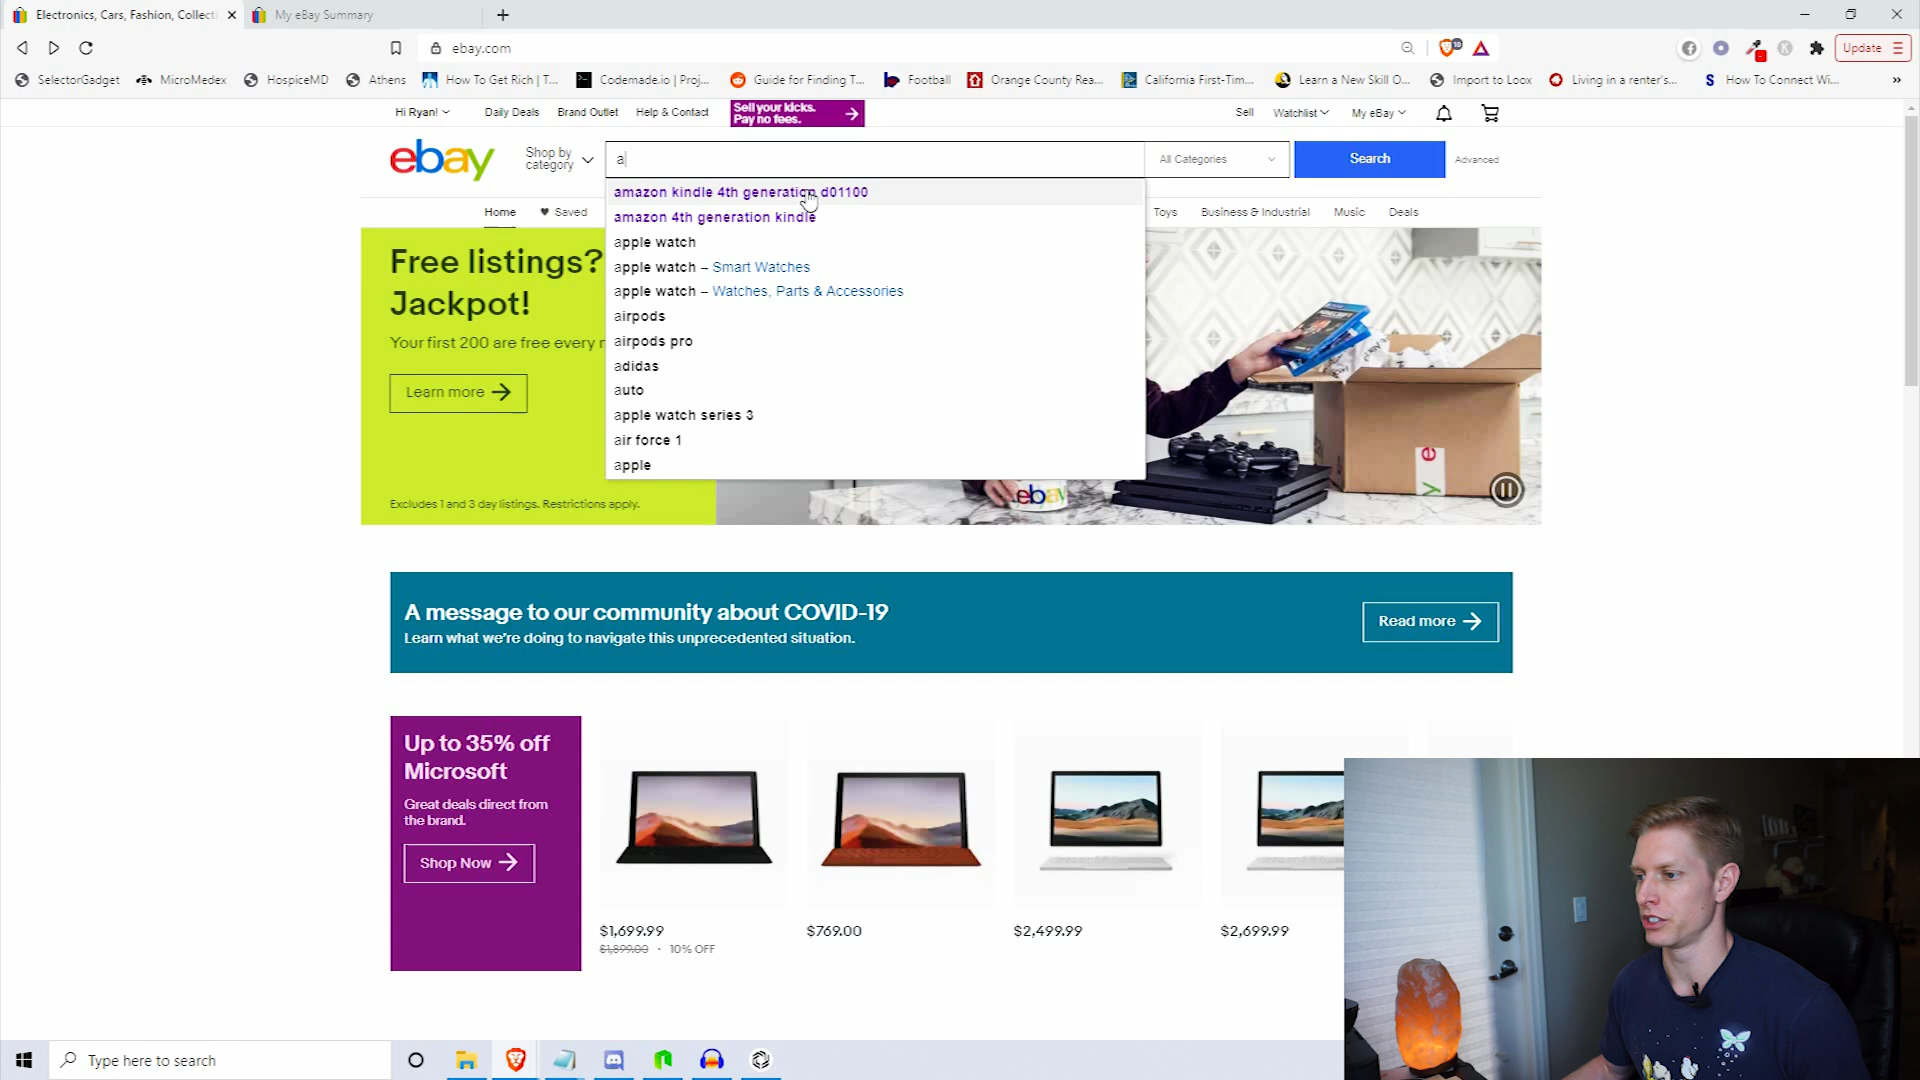 Electronics, Cars, Fashion, Collecti
My eBay Summary
ebay.com
Update
SelectorGadget
MicroMedex
HospiceMD
Athens
How To Get Rich | T...
Codemade.io | Proj...
Guide for Finding T...
Football
Orange County Rea...
California First-Tim...
Learn a New Skill O...
Import to Loox
Living in a renter's...
How To Connect Wi...
Hi Ryan!
Daily Deals
Brand Outlet
Help & Contact
Sell your kicks.
Pay no fees.
Sell
Watchlist
My eBay
ebay
Shop by
category
a
All Categories
Search
Advanced
amazon kindle 4th generation d01100
amazon 4th generation kindle
apple watch
apple watch – Smart Watches
apple watch – Watches, Parts & Accessories
airpods
airpods pro
adidas
auto
apple watch series 3
air force 1
apple
Home
Saved
Toys
Business & Industrial
Music
Deals
Free listings?
Jackpot!
Your first 200 are free every
Learn more
Excludes 1 and 3 day listings. Restrictions apply.
ebay
e
A message to our community about COVID-19
Learn what we're doing to navigate this unprecedented situation.
Read more
Up to 35% off
Microsoft
Great deals direct from
the brand.
Shop Now
$1,699.99
$1,899.00 · 10% OFF
$769.00
$2,499.99
$2,699.99
Type here to search